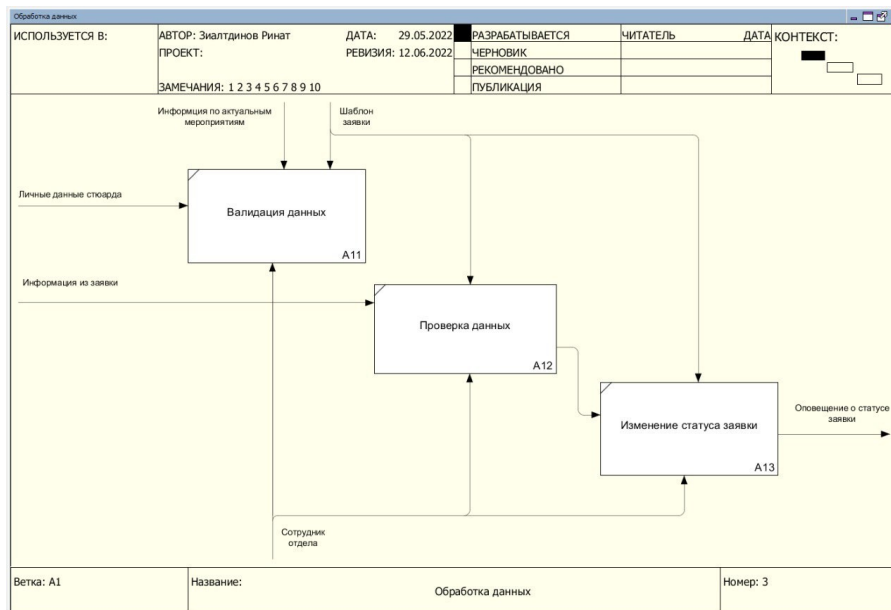 Обработка данных
ИСПОЛЬЗУЕТСЯ В:
АВТОР: Зиалтдинов Ринат
ДАТА: 29.05.2022
РАЗРАБАТЫВАЕТСЯ
ЧИТАТЕЛЬ
ДАТА
КОНТЕКСТ:
ПРОЕКТ:
РЕВИЗИЯ: 12.06.2022
ЧЕРНОВИК
РЕКОМЕНДОВАНО
ЗАМЕЧАНИЯ: 1 2 3 4 5 6 7 8 9 10
ПУБЛИКАЦИЯ
Информция по актуальным
мероприятиям
Шаблон
заявки
Личные данные стюарда
Валидация данных
A11
Информация из заявки
Проверка данных
A12
Изменение статуса заявки
A13
Оповещение о статусе
заявки
Сотрудник
отдела
Ветка: A1
Название:
Обработка данных
Номер: 3